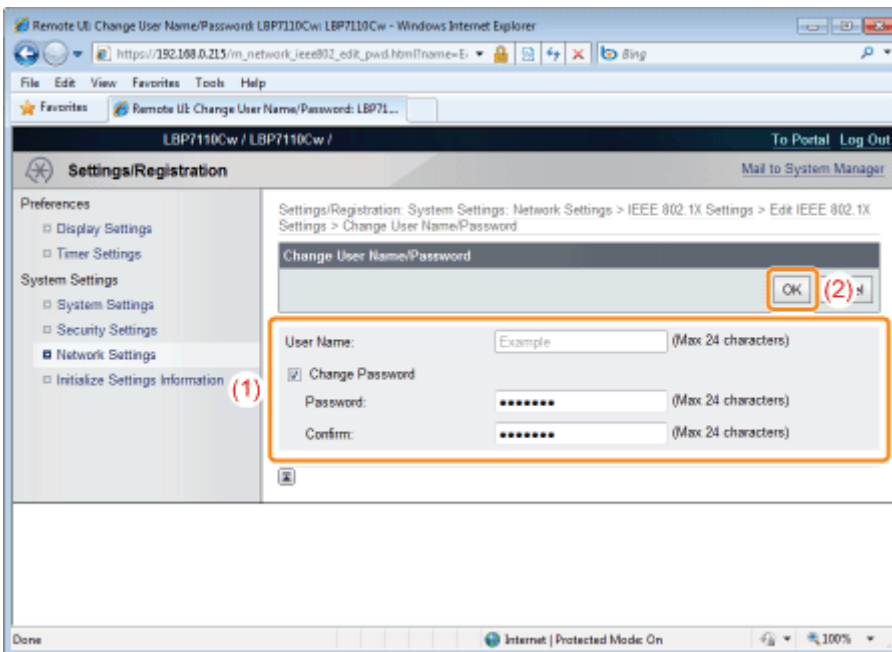 Remote UI: Change User Name/Password: LBP7110Cw: LBP7110Cw - Windows Internet Explorer
https://192.168.0.215/m_network_ieee802_edit_pwd.html?name=E
Bing
File Edit View Favorites Tools Help
Favorites
Remote UI: Change User Name/Password: LBP71...
LBP7110Cw / LBP7110Cw /
To Portal Log Out
Settings/Registration
Mail to System Manager
Preferences
Display Settings
Timer Settings
System Settings
System Settings
Security Settings
Network Settings
Initialize Settings Information
(1)
Settings/Registration: System Settings: Network Settings > IEEE 802.1X Settings > Edit IEEE 802.1X
Settings > Change User Name/Password
Change User Name/Password
OK
(2)
User Name:
Example
(Max 24 characters)
Change Password
Password:
•••••••
(Max 24 characters)
Confirm:
•••••••
(Max 24 characters)
Done
Internet | Protected Mode: On
100%